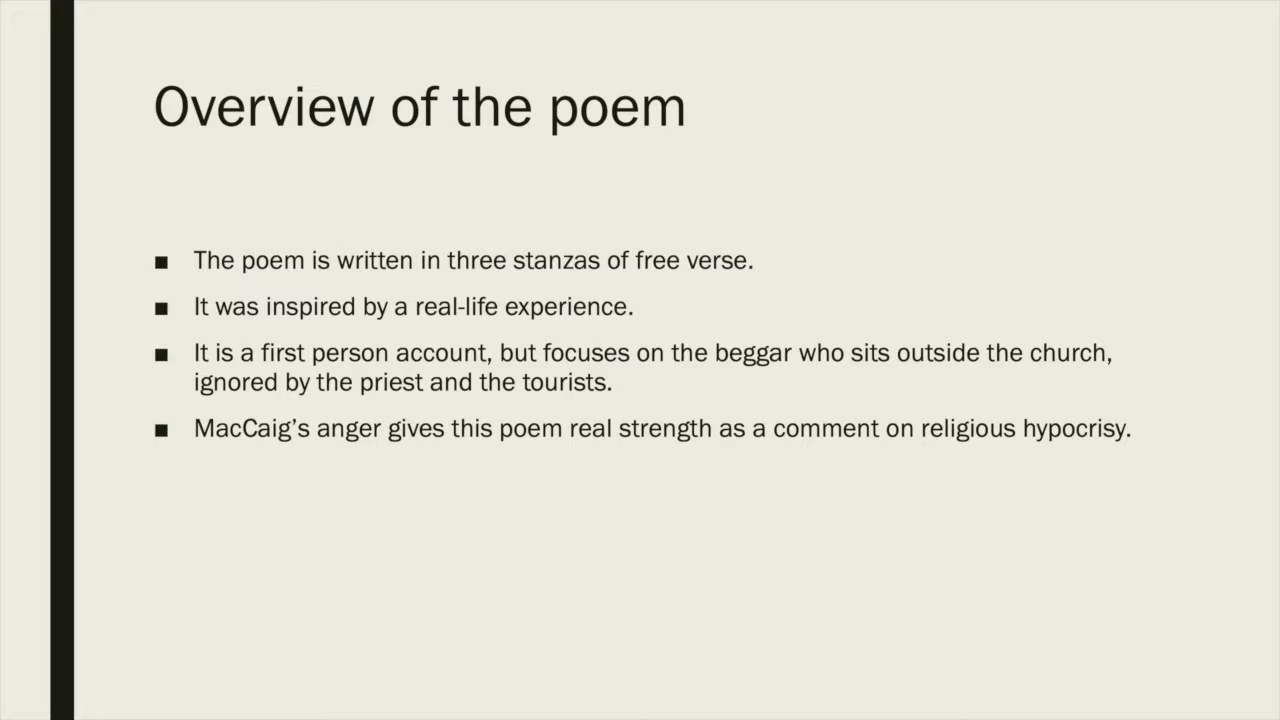 Overview of the poem
■ The poem is written in three stanzas of free verse.
■ It was inspired by a real-life experience.
■ It is a first person account, but focuses on the beggar who sits outside the church,
ignored by the priest and the tourists.
■ MacCaig’s anger gives this poem real strength as a comment on religious hypocrisy.